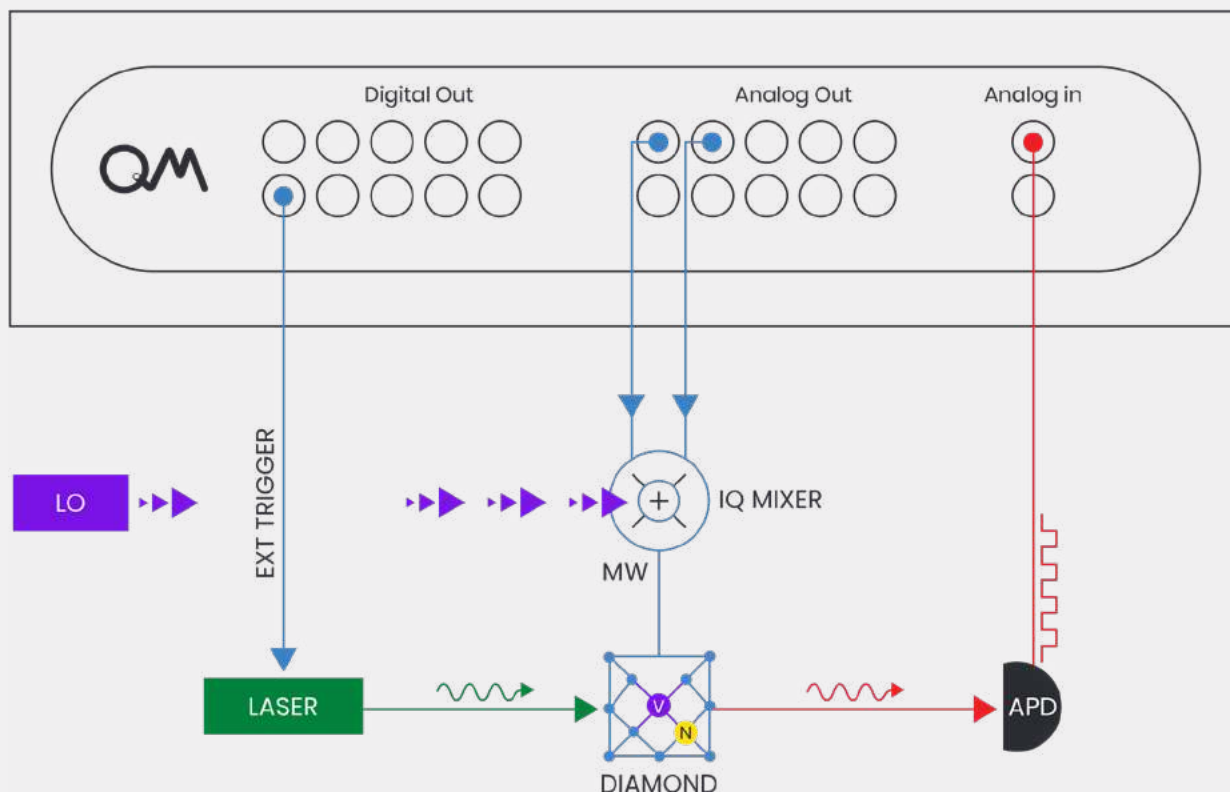 Digital Out
Analog Out
Analog in
QM
EXT TRIGGER
LO
IQ MIXER
MW
LASER
V
N
APD
DIAMOND